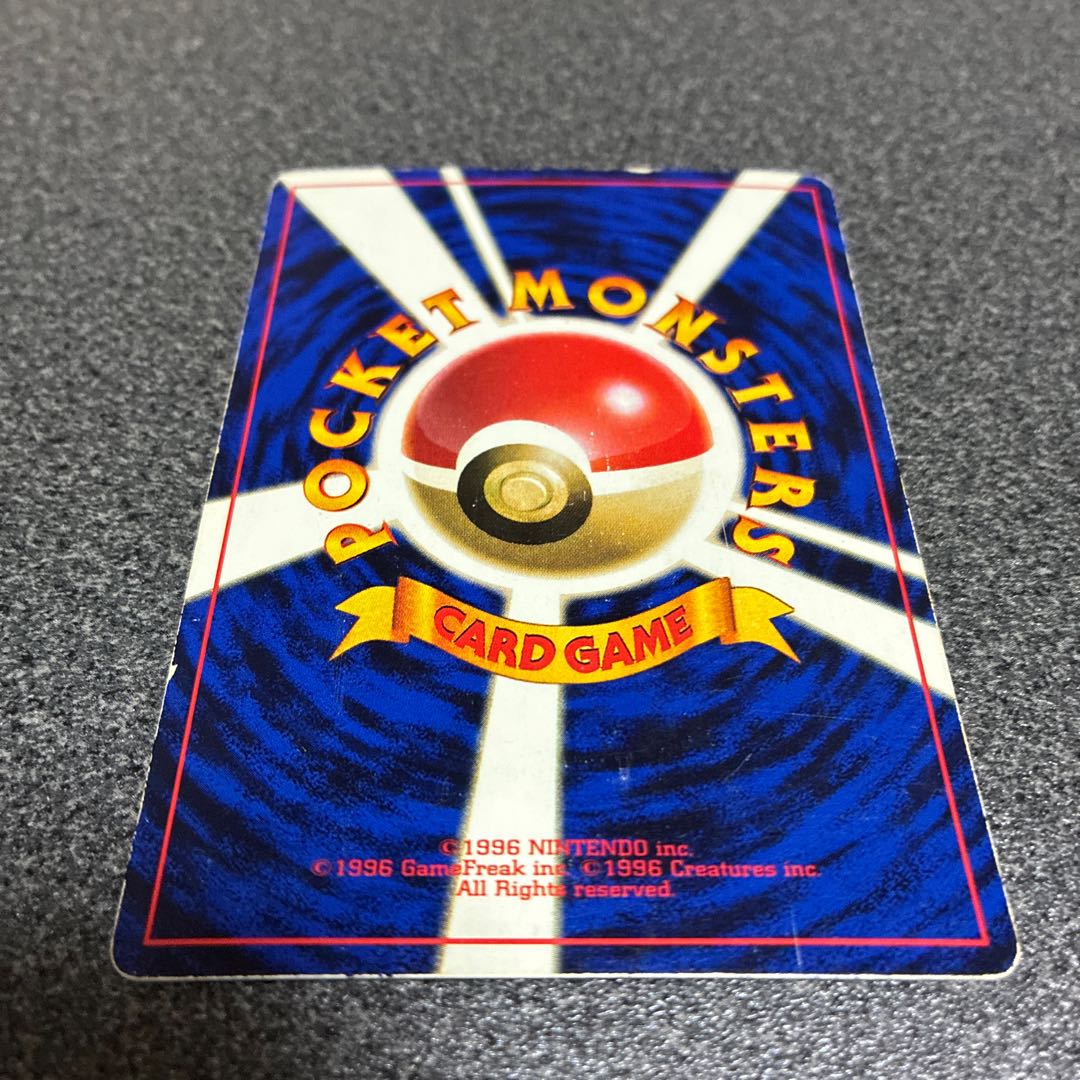 POCKET MONSTERS
CARD GAME
©1996 NINTENDO inc.
©1996 GameFreak inc. ©1996 Creatures inc.
All Rights reserved.